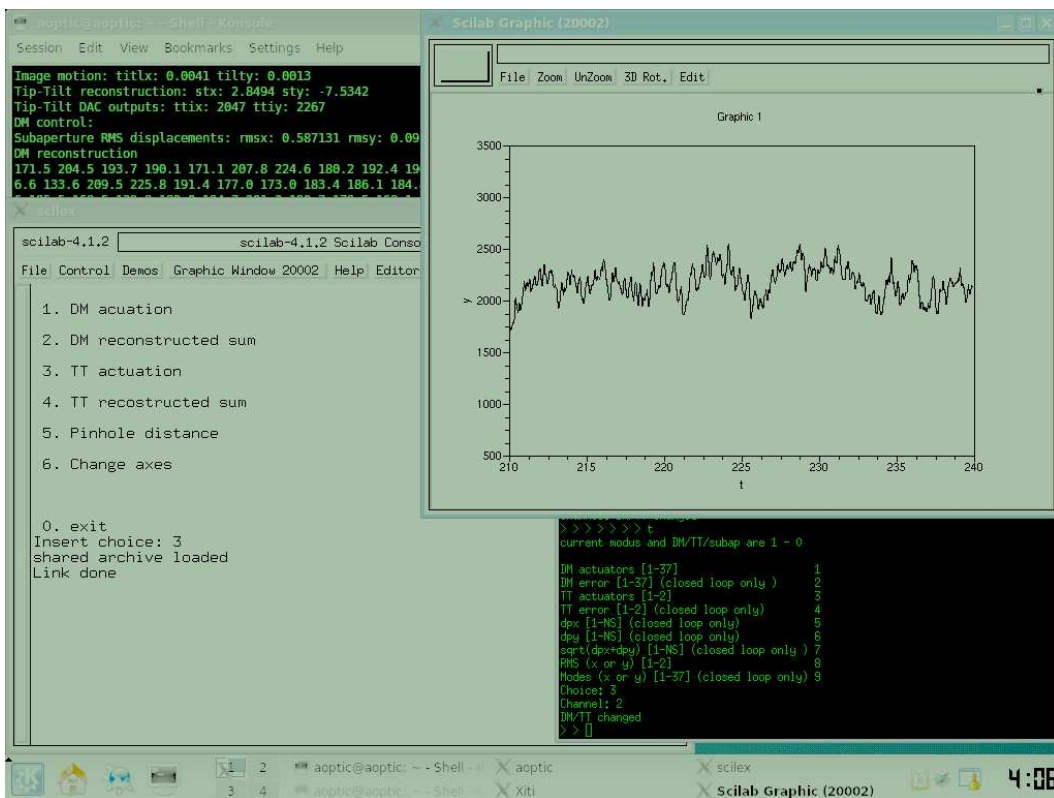 aoptic@aoptic: ~ - Shell - Konsole
Session Edit View Bookmarks Settings Help
Image motion: titlx: 0.0041 tilty: 0.0013
Tip-Tilt reconstruction: stx: 2.8494 sty: -7.5342
Tip-Tilt DAC outputs: ttix: 2047 ttiy: 2267
DM control:
Subaperture RMS displacements: rmsx: 0.587131 rmsy: 0.09
DM reconstruction
171.5 204.5 193.7 190.1 171.1 207.8 224.6 180.2 192.4 19
6.6 133.6 209.5 225.8 191.4 177.0 173.0 183.4 186.1 184.
scilex
scilab-4.1.2 scilab-4.1.2 Scilab Conso
File Control Demos Graphic Window 20002 Help Editor
1. DM acuation
2. DM reconstructed sum
3. TT actuation
4. TT recostructed sum
5. Pinhole distance
6. Change axes
0. exit
Insert choice: 3
shared archive loaded
Link done
Scilab Graphic (20002)
File Zoom UnZoom 3D Rot. Edit
Graphic 1
3500
3000
2500
2000
1500
1000
500
y
210 215 220 225 230 235 240
t
> > > > > > > t
current modus and DM/TT/subap are 1 - 0
DM actuators [1-37] 1
DM error [1-37] (closed loop only ) 2
TT actuators [1-2] 3
TT error [1-2] (closed loop only) 4
dpx [1-NS] (closed loop only) 5
dpy [1-NS] (closed loop only) 6
sqrt(dpx+dpy) [1-NS] (closed loop only ) 7
RMS (x or y) [1-2] 8
Modes (x or y) [1-37] (closed loop only) 9
Choice: 3
Channel: 2
DM/TT changed
> >
1 2 aoptic@aoptic: ~ - Shell - K aoptic scilex
3 4 aoptic@aoptic: ~ - Shell Xiti Scilab Graphic (20002)
4:06